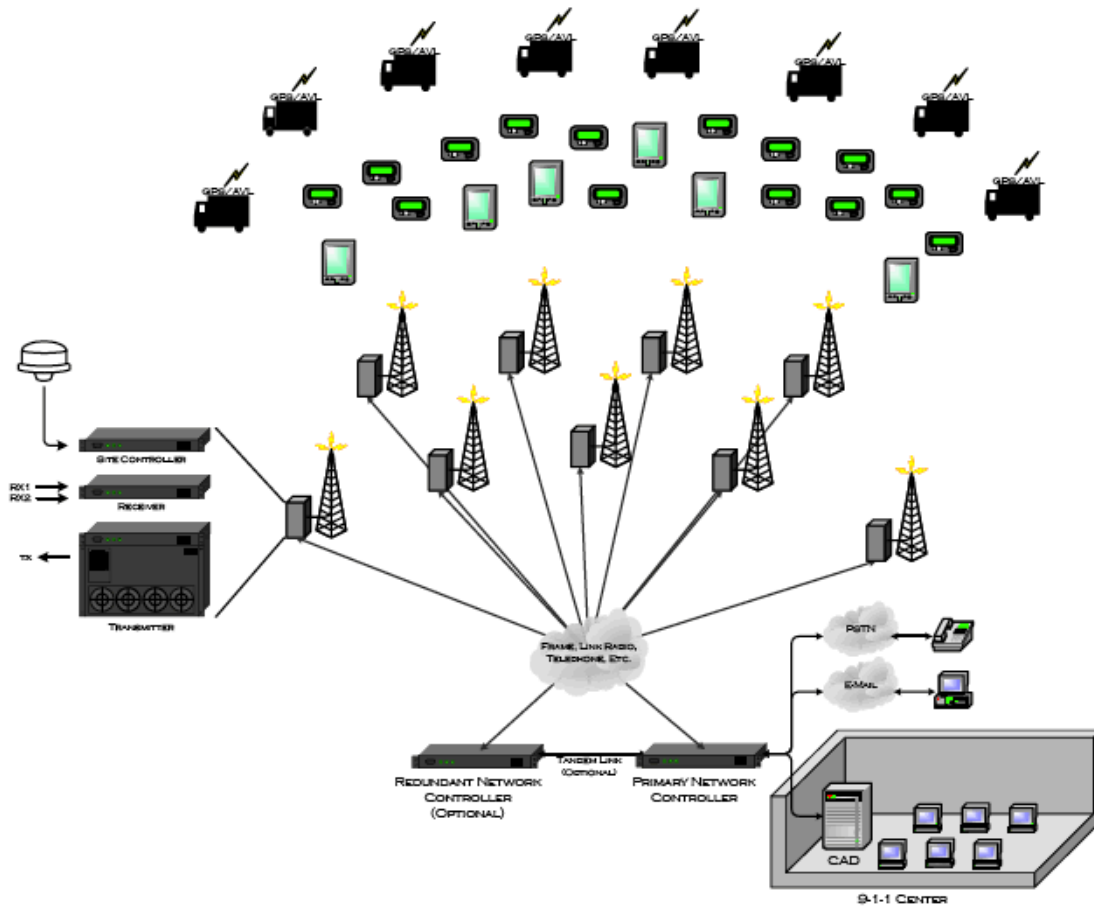 GPS/AVL
GPS/AVL
GPS/AVL
GPS/AVL
GPS/AVL
GPS/AVL
GPS/AVL
GPS/AVL
SITE CONTROLLER
RX1
RX2
RECEIVER
TX
TRANSMITTER
FRAME, LINK RADIO,
TELEPHONE, ETC.
PSTN
E-MAIL
TANDEM LINK
(OPTIONAL)
REDUNDANT NETWORK
CONTROLLER
(OPTIONAL)
PRIMARY NETWORK
CONTROLLER
CAD
9-1-1 CENTER